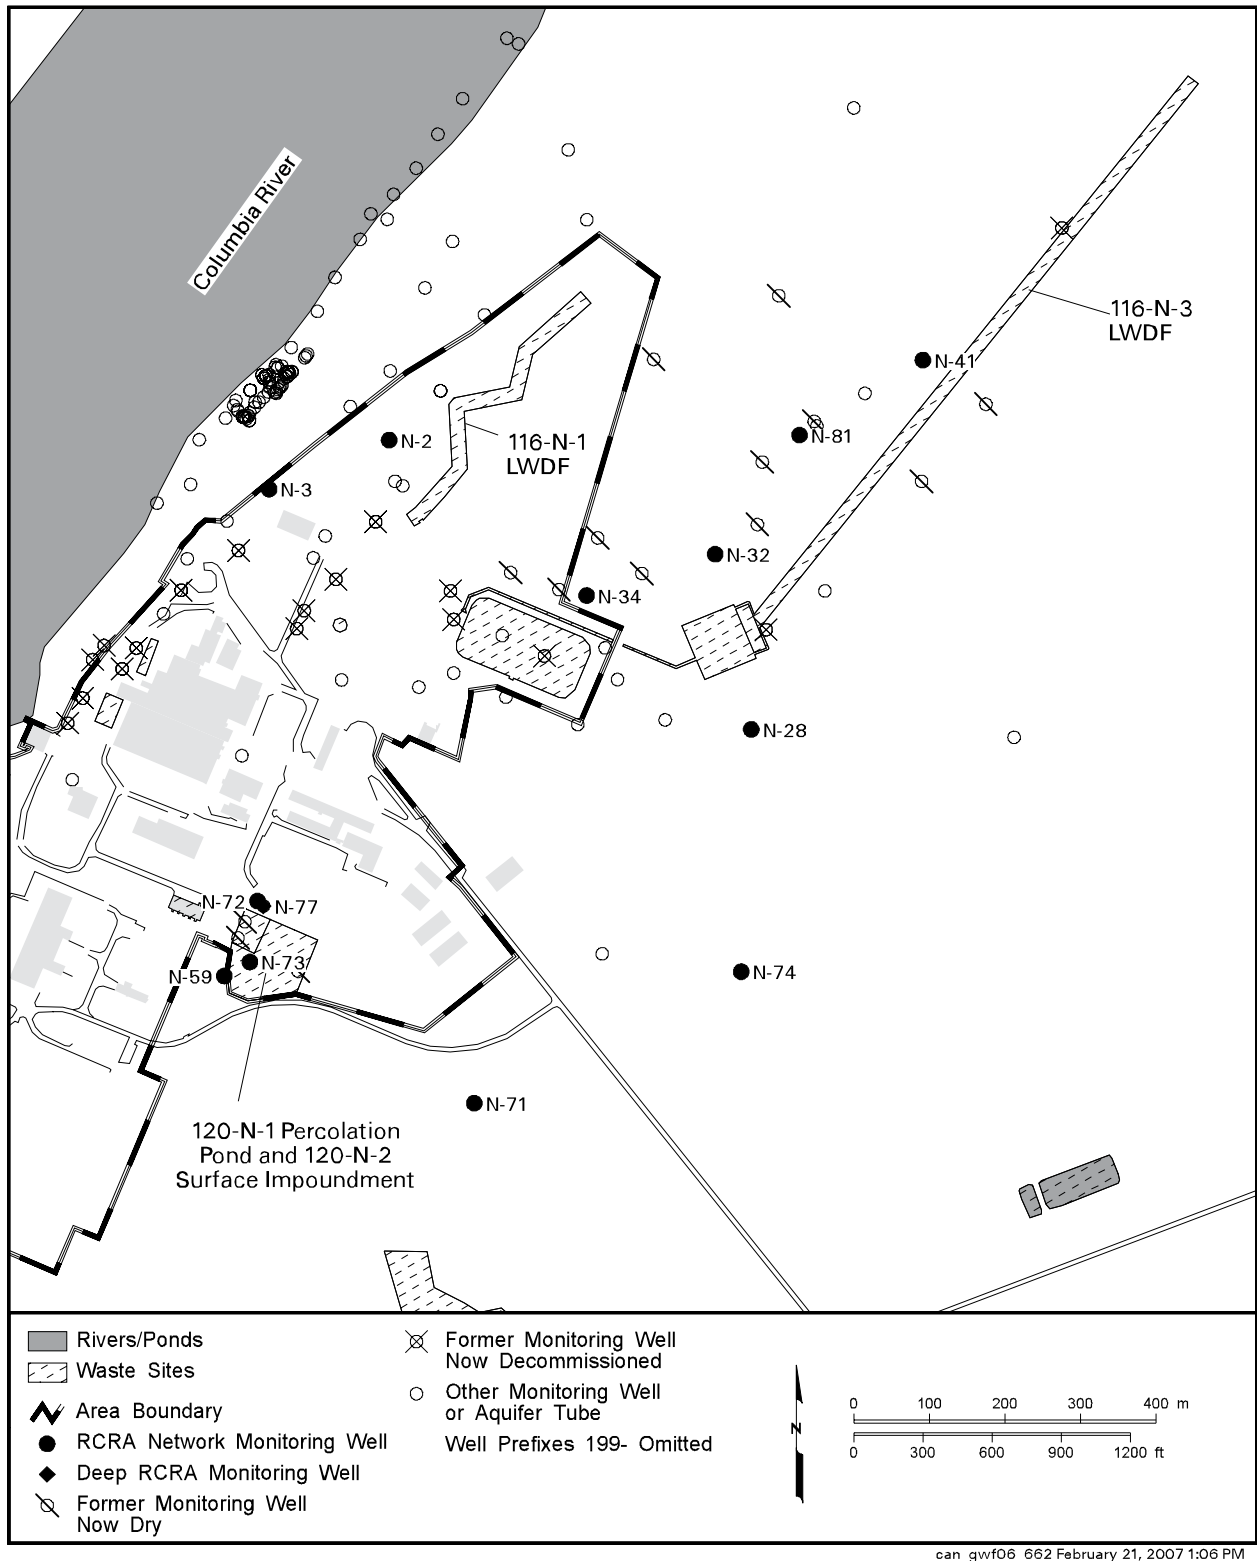 Columbia River
116-N-3
LWDF
N-41
N-81
N-2
116-N-1
LWDF
N-3
N-32
N-34
N-28
N-72
N-77
N-73
N-59
N-74
N-71
120-N-1 Percolation
Pond and 120-N-2
Surface Impoundment
Rivers/Ponds
Waste Sites
Area Boundary
RCRA Network Monitoring Well
Deep RCRA Monitoring Well
Former Monitoring Well
Now Dry
Former Monitoring Well
Now Decommissioned
Other Monitoring Well
or Aquifer Tube
Well Prefixes 199- Omitted
N
0 100 200 300 400 m
0 300 600 900 1200 ft
can_gwf06_662 February 21, 2007 1:06 PM